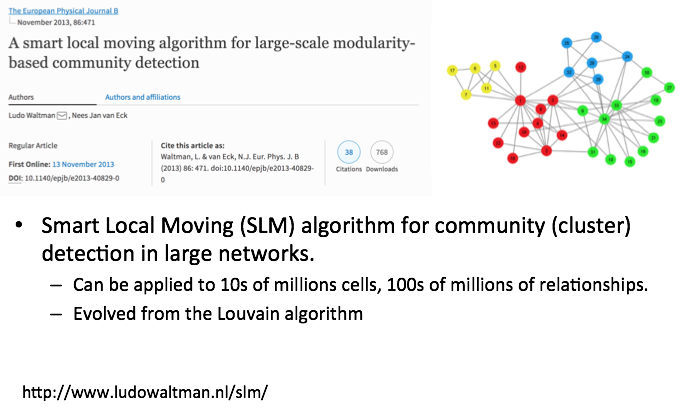 The European Physical Journal B
November 2013, 86:471
A smart local moving algorithm for large-scale modularity-
based community detection
Authors
Authors and affiliations
Ludo Waltman, Nees Jan van Eck
Regular Article
First Online: 13 November 2013
DOI: 10.1140/epjb/e2013-40829-0
Cite this article as:
Waltman, L. & van Eck, N.J. Eur. Phys. J. B
(2013) 86: 471. doi:10.1140/epjb/e2013-40829-
0
38
Citations
768
Downloads
• Smart Local Moving (SLM) algorithm for community (cluster)
detection in large networks.
– Can be applied to 10s of millions cells, 100s of millions of relationships.
– Evolved from the Louvain algorithm
http://www.ludowaltman.nl/slm/